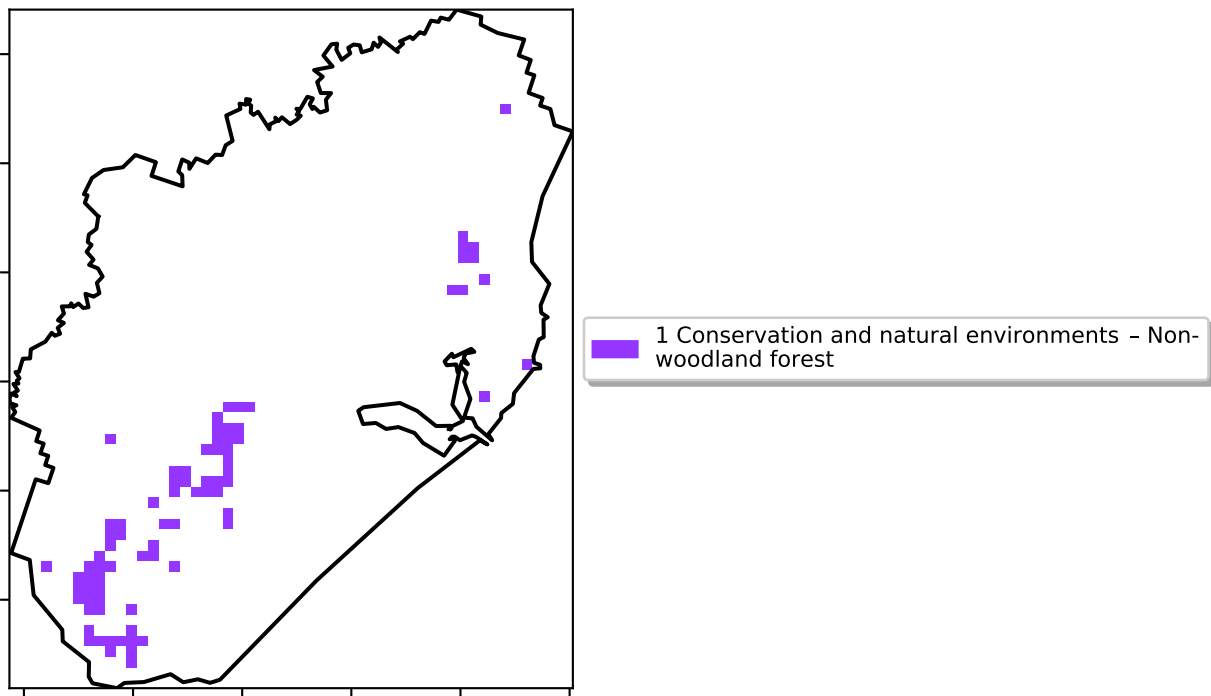 1 Conservation and natural environments – Non-
woodland forest